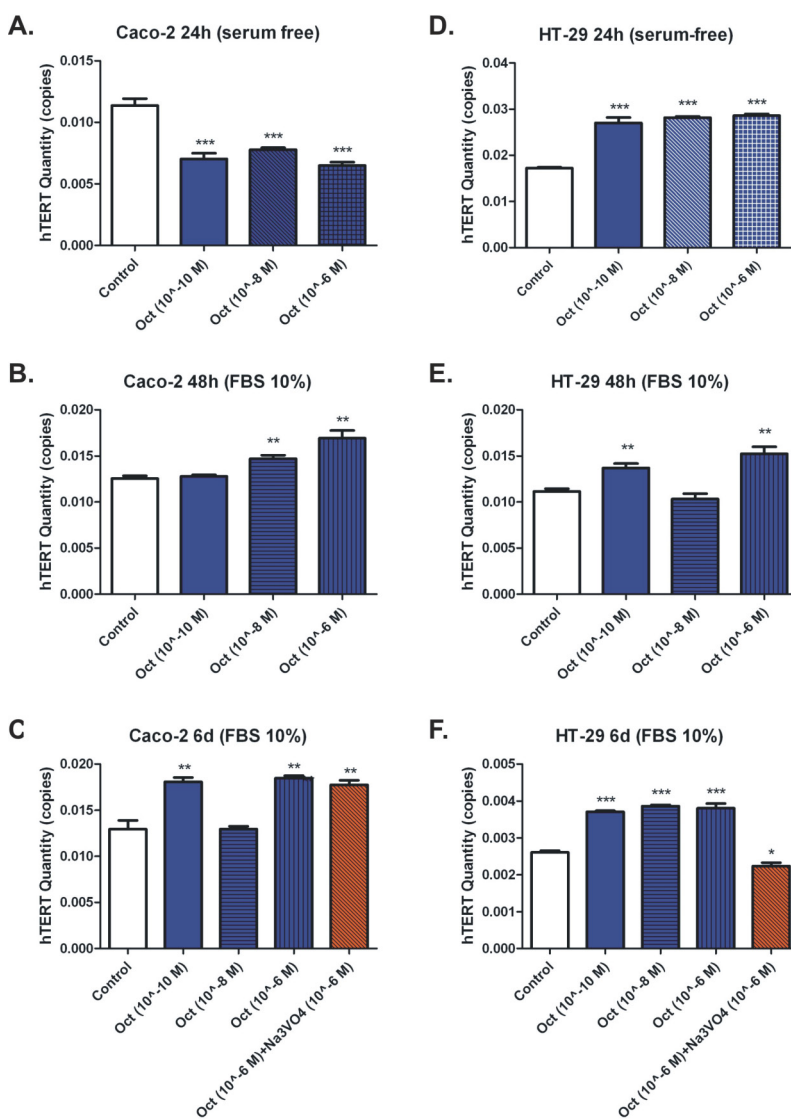 A.
Caco-2 24h (serum free)
hTERT Quantity (copies)
0.015
0.010
0.005
0.000
***
***
***
Control
Oct (10^-10 M)
Oct (10^-8 M)
Oct (10^-6 M)
D.
HT-29 24h (serum-free)
hTERT Quantity (copies)
0.04
0.03
0.02
0.01
0.00
***
***
***
Control
Oct (10^-10 M)
Oct (10^-8 M)
Oct (10^-6 M)
B.
Caco-2 48h (FBS 10%)
hTERT Quantity (copies)
0.020
0.015
0.010
0.005
0.000
**
**
Control
Oct (10^-10 M)
Oct (10^-8 M)
Oct (10^-6 M)
E.
HT-29 48h (FBS 10%)
hTERT Quantity (copies)
0.020
0.015
0.010
0.005
0.000
**
**
Control
Oct (10^-10 M)
Oct (10^-8 M)
Oct (10^-6 M)
C
Caco-2 6d (FBS 10%)
hTERT Quantity (copies)
0.020
0.015
0.010
0.005
0.000
**
**
**
Control
Oct (10^-10 M)
Oct (10^-8 M)
Oct (10^-6 M)
Oct (10^-6 M)+Na3VO4 (10^-6 M)
F.
HT-29 6d (FBS 10%)
hTERT Quantity (copies)
0.005
0.004
0.003
0.002
0.001
0.000
***
***
***
*
Control
Oct (10^-10 M)
Oct (10^-8 M)
Oct (10^-6 M)
Oct (10^-6 M)+Na3VO4 (10^-6 M)